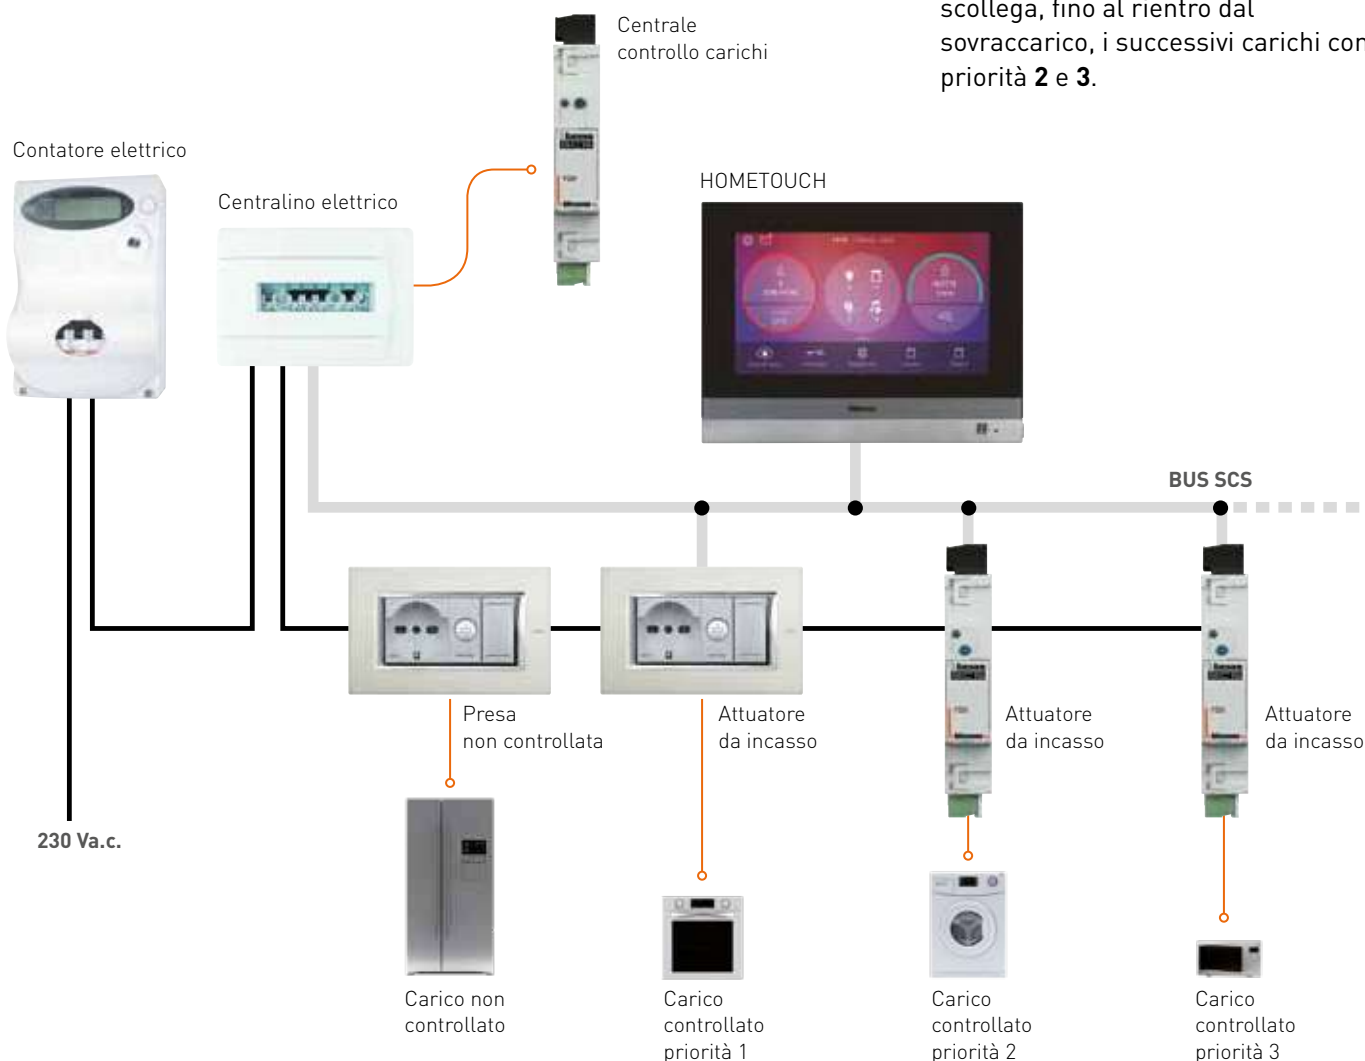 scollega, fino al rientro dal
sovraccarico, i successivi carichi con
priorità 2 e 3.
Centrale
controllo carichi
Contatore elettrico
Centralino elettrico
HOMETOUCH
BUS SCS
Presa
non controllata
Attuatore
da incasso
Attuatore
da incasso
Attuatore
da incasso
230 Va.c.
Carico non
controllato
Carico
controllato
priorità 1
Carico
controllato
priorità 2
Carico
controllato
priorità 3